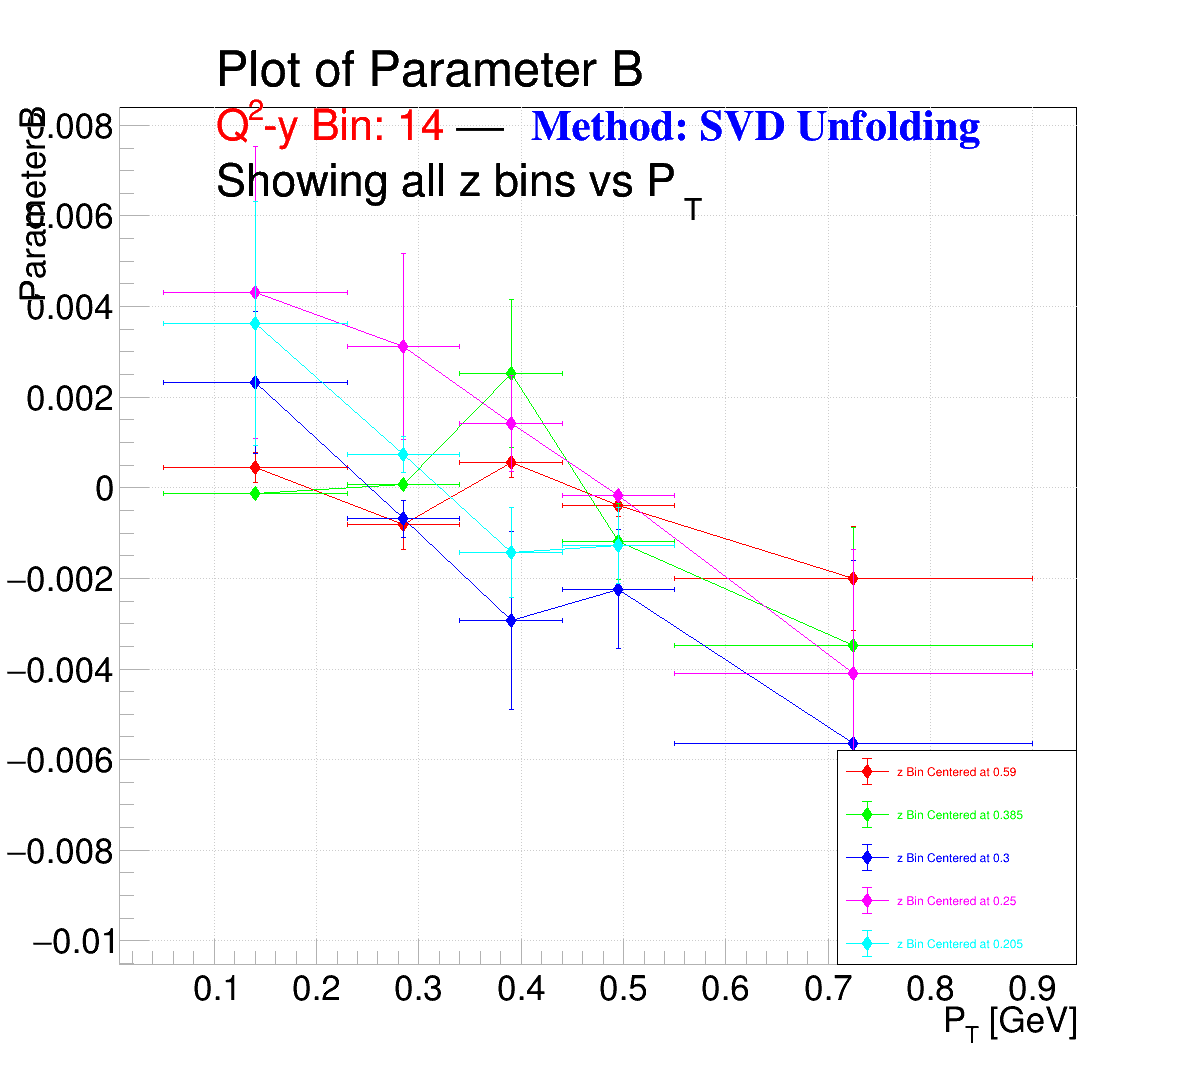 Plot of Parameter B
Q²-y Bin: 14 — Method: SVD Unfolding
Showing all z bins vs P_T
Parameter B
0.008
0.006
0.004
0.002
0
−0.002
−0.004
−0.006
−0.008
−0.01
z Bin Centered at 0.59
z Bin Centered at 0.385
z Bin Centered at 0.3
z Bin Centered at 0.25
z Bin Centered at 0.205
0.1 0.2 0.3 0.4 0.5 0.6 0.7 0.8 0.9
P_T [GeV]